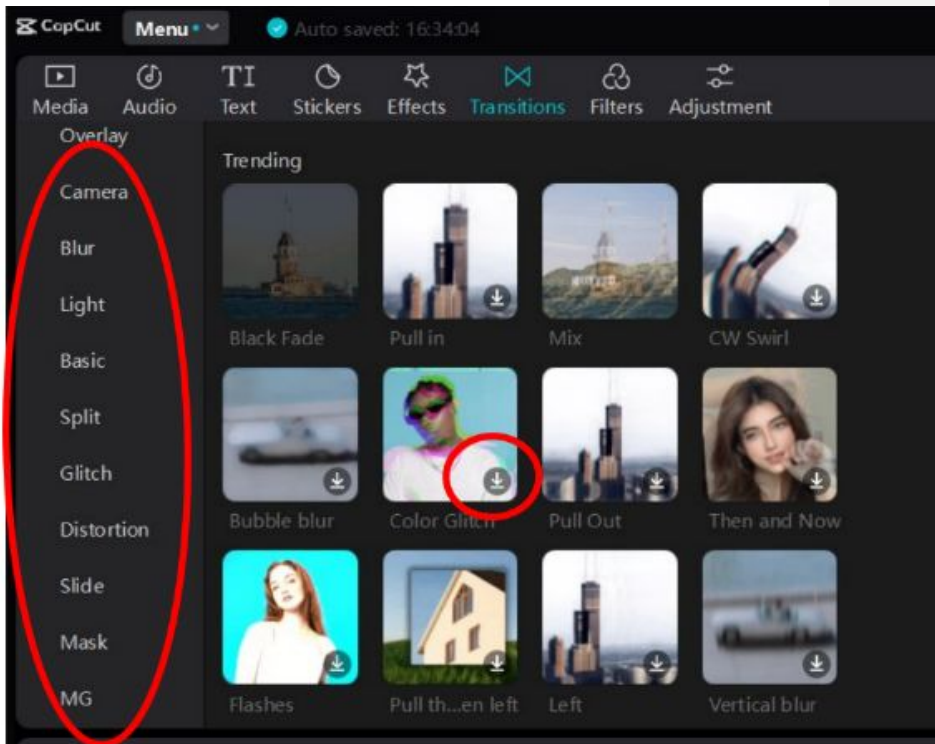 CapCut Menu Auto saved: 16:34:04
Media Audio TI Text Stickers Effects Transitions Filters Adjustment
Overlay
Camera
Blur
Light
Basic
Split
Glitch
Distortion
Slide
Mask
MG
Trending
Black Fade Pull in Mix CW Swirl
Bubble blur Color Glitch Pull Out Then and Now
Flashes Pull th...en left Left Vertical blur